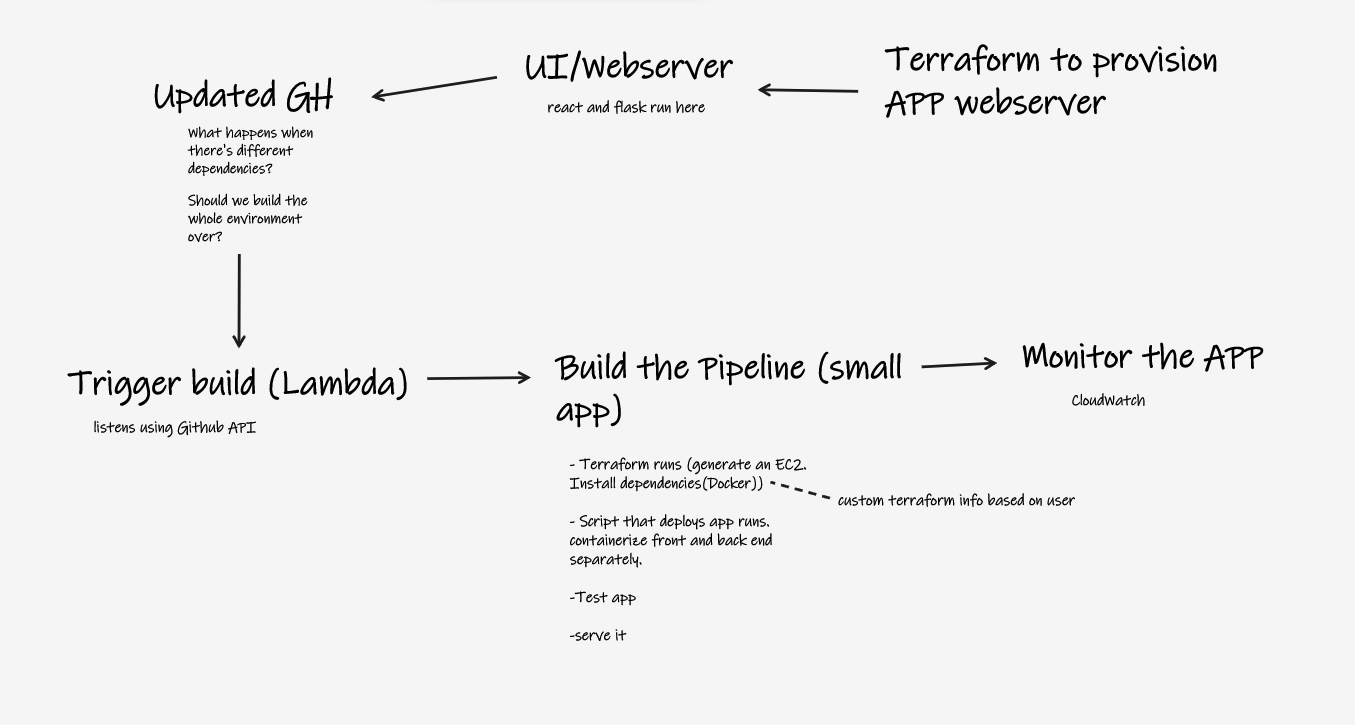 Terraform to provision
APP webserver
UI/Webserver
react and flask run here
Updated GH
What happens when
there's different
dependencies?
Should we build the
whole environment
over?
Trigger build (Lambda)
listens using Github API
Build the Pipeline (small
app)
- Terraform runs (generate an EC2.
Install dependencies(Docker))
custom terraform info based on user
- Script that deploys app runs.
containerize front and back end
separately.
-Test app
-serve it
Monitor the APP
CloudWatch